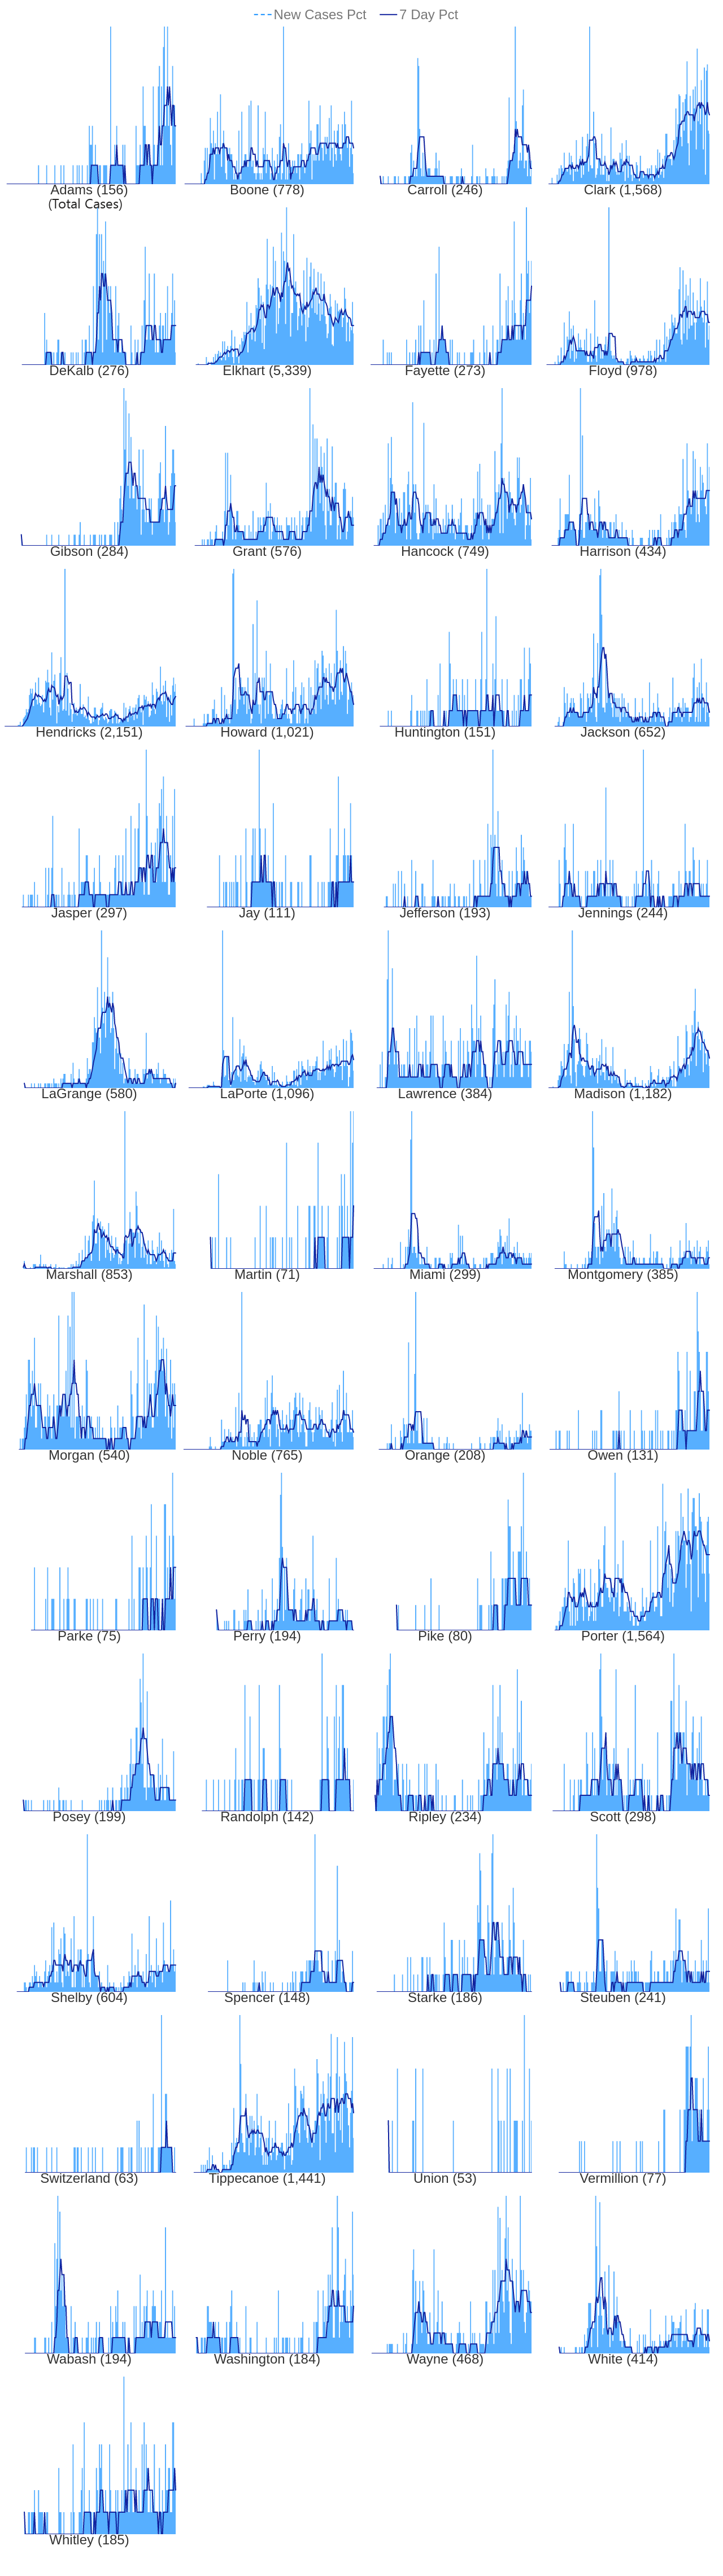 New Cases Pct 7 Day Pct
Adams (156) Boone (778) Carroll (246) Clark (1,568)
(Total Cases)
DeKalb (276) Elkhart (5,339) Fayette (273) Floyd (978)
Gibson (284) Grant (576) Hancock (749) Harrison (434)
Hendricks (2,151) Howard (1,021) Huntington (151) Jackson (652)
Jasper (297) Jay (111) Jefferson (193) Jennings (244)
LaGrange (580) LaPorte (1,096) Lawrence (384) Madison (1,182)
Marshall (853) Martin (71) Miami (299) Montgomery (385)
Morgan (540) Noble (765) Orange (208) Owen (131)
Parke (75) Perry (194) Pike (80) Porter (1,564)
Posey (199) Randolph (142) Ripley (234) Scott (298)
Shelby (604) Spencer (148) Starke (186) Steuben (241)
Switzerland (63) Tippecanoe (1,441) Union (53) Vermillion (77)
Wabash (194) Washington (184) Wayne (468) White (414)
Whitley (185)